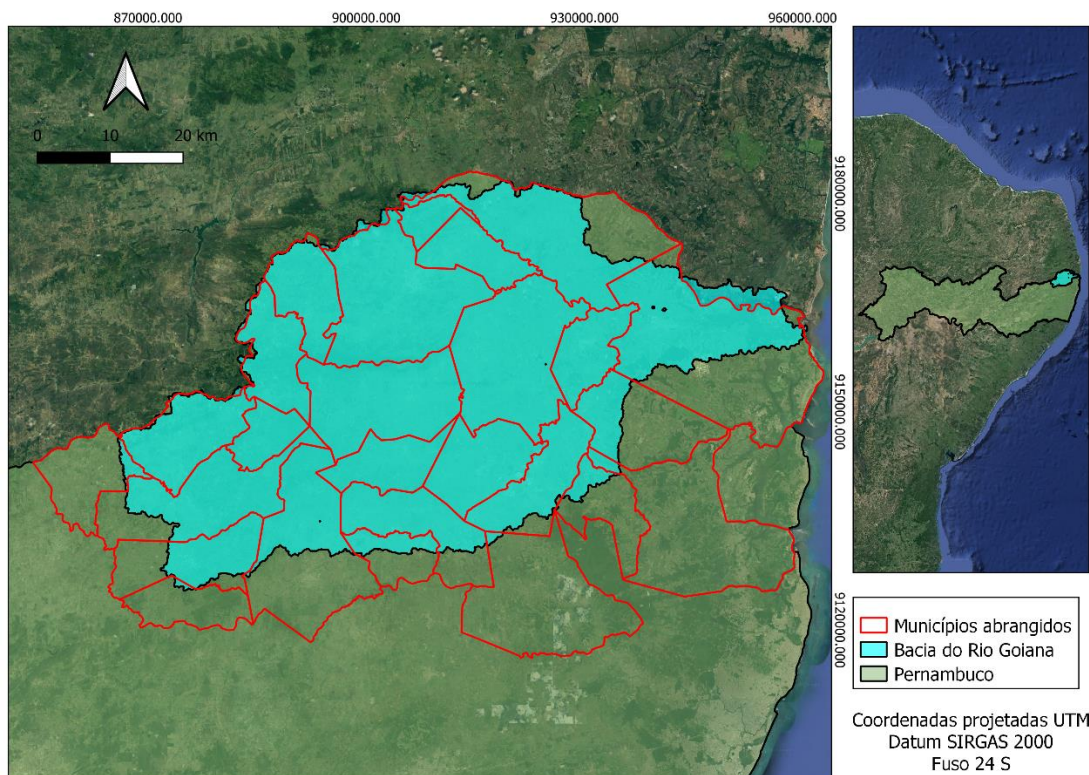 870000.000 900000.000 930000.000 960000.000
0 10 20 km
9180000.000
9150000.000
9120000.000
Municípios abrangidos
Bacia do Rio Goiana
Pernambuco
Coordenadas projetadas UTM
Datum SIRGAS 2000
Fuso 24 S